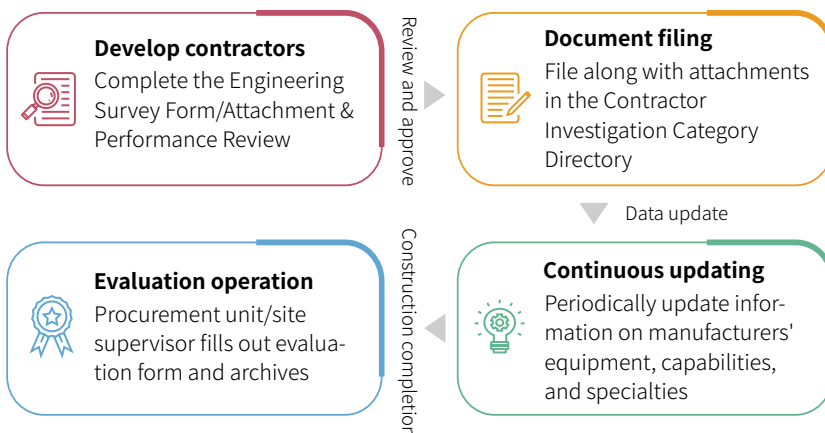 Develop contractors
Complete the Engineering
Survey Form/Attachment &
Performance Review
Review and approve
Document filing
File along with attachments
in the Contractor
Investigation Category
Directory
Data update
Continuous updating
Periodically update infor-
mation on manufacturers'
equipment, capabilities,
and specialties
Construction completion
Evaluation operation
Procurement unit/site
supervisor fills out evalua-
tion form and archives